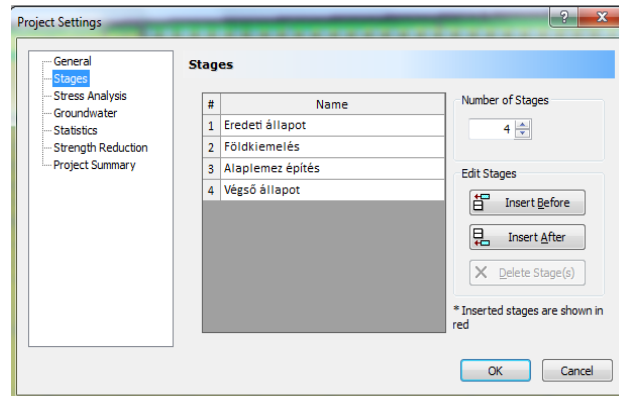 Project Settings
General
Stages
Stress Analysis
Groundwater
Statistics
Strength Reduction
Project Summary
Stages
# Name
1 Eredeti állapot
2 Földkiemelés
3 Alaplemez építés
4 Végső állapot
Number of Stages
4
Edit Stages
Insert Before
Insert After
Delete Stage(s)
* Inserted stages are shown in
red
OK Cancel